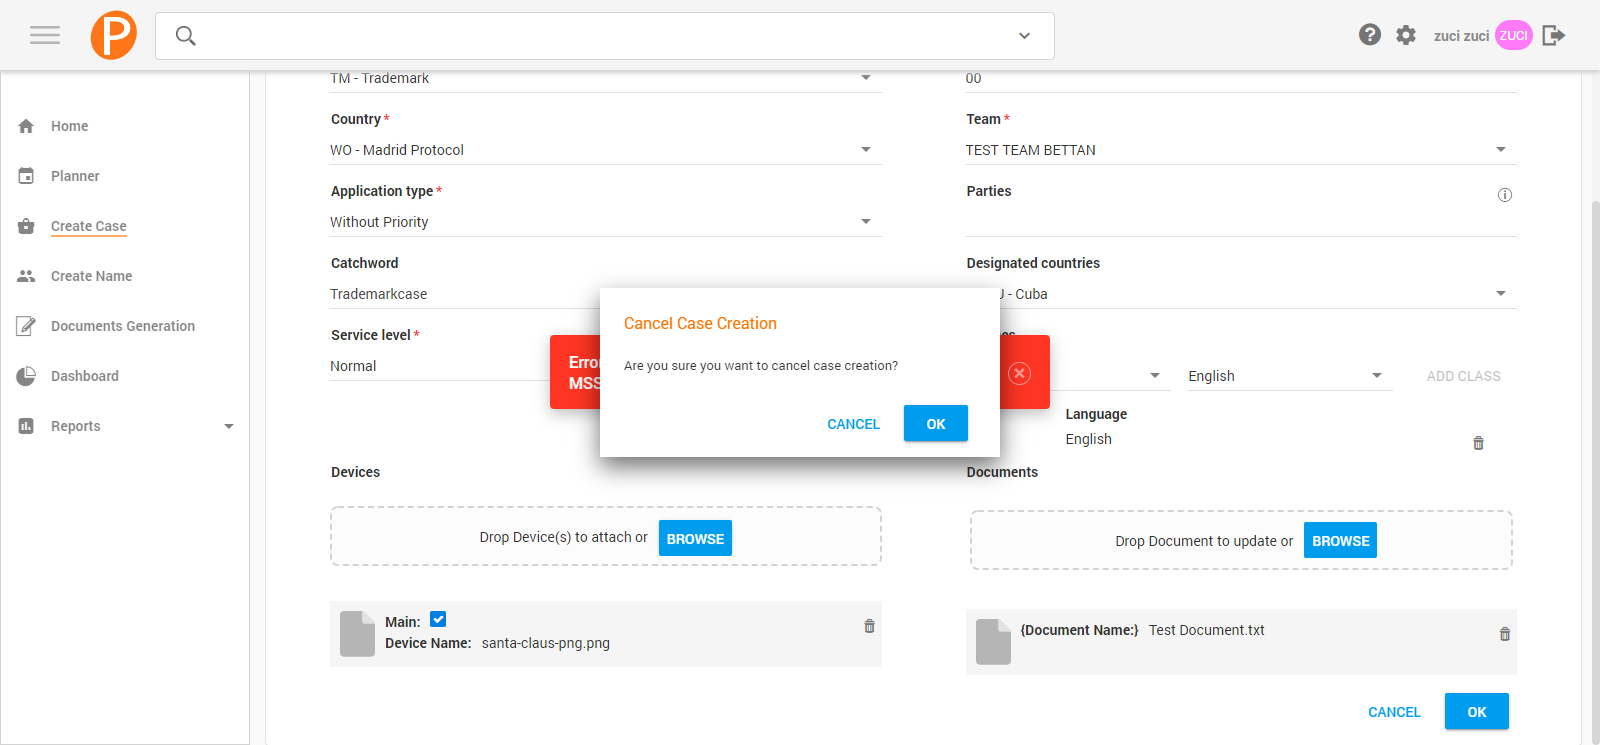 P
zuci zuci ZUCI
Home
Planner
Create Case
Create Name
Documents Generation
Dashboard
Reports
TM - Trademark
00
Country *
Team *
WO - Madrid Protocol
TEST TEAM BETTAN
Application type *
Parties
Without Priority
Catchword
Designated countries
Trademarkcase
- Cuba
Service level *
Normal
English
ADD CLASS
Language
English
Cancel Case Creation
Are you sure you want to cancel case creation?
CANCEL
OK
MSS
Devices
Documents
Drop Device(s) to attach or BROWSE
Drop Document to update or BROWSE
Main:
Device Name: santa-claus-png.png
{Document Name:} Test Document.txt
CANCEL
OK